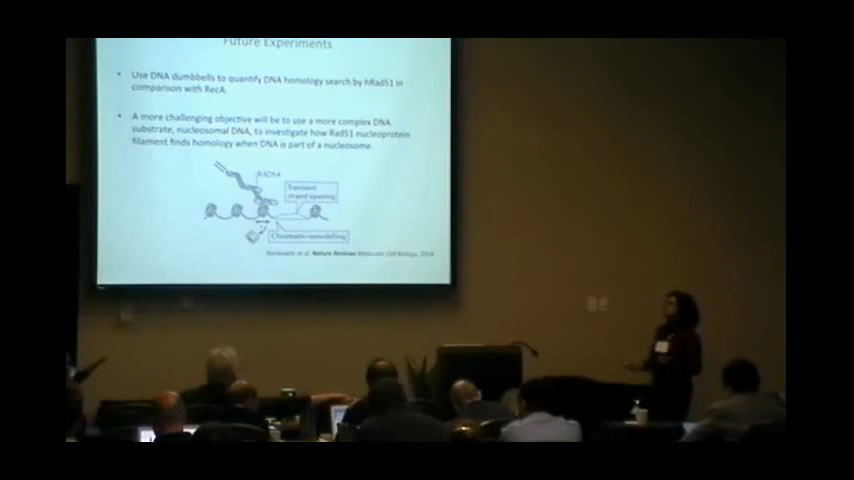 Future Experiments
• Use DNA dumbbells to quantify DNA homology search by hRad51 in
comparison with RecA.
• A more challenging objective will be to use a more complex DNA
substrate, nucleosomal DNA, to investigate how Rad51 nucleoprotein
filament finds homology when DNA is part of a nucleosome.
RAD54
Transient
strand opening
Chromatin remodelling
et al. Nature Reviews Molecular Cell Biology, 2014